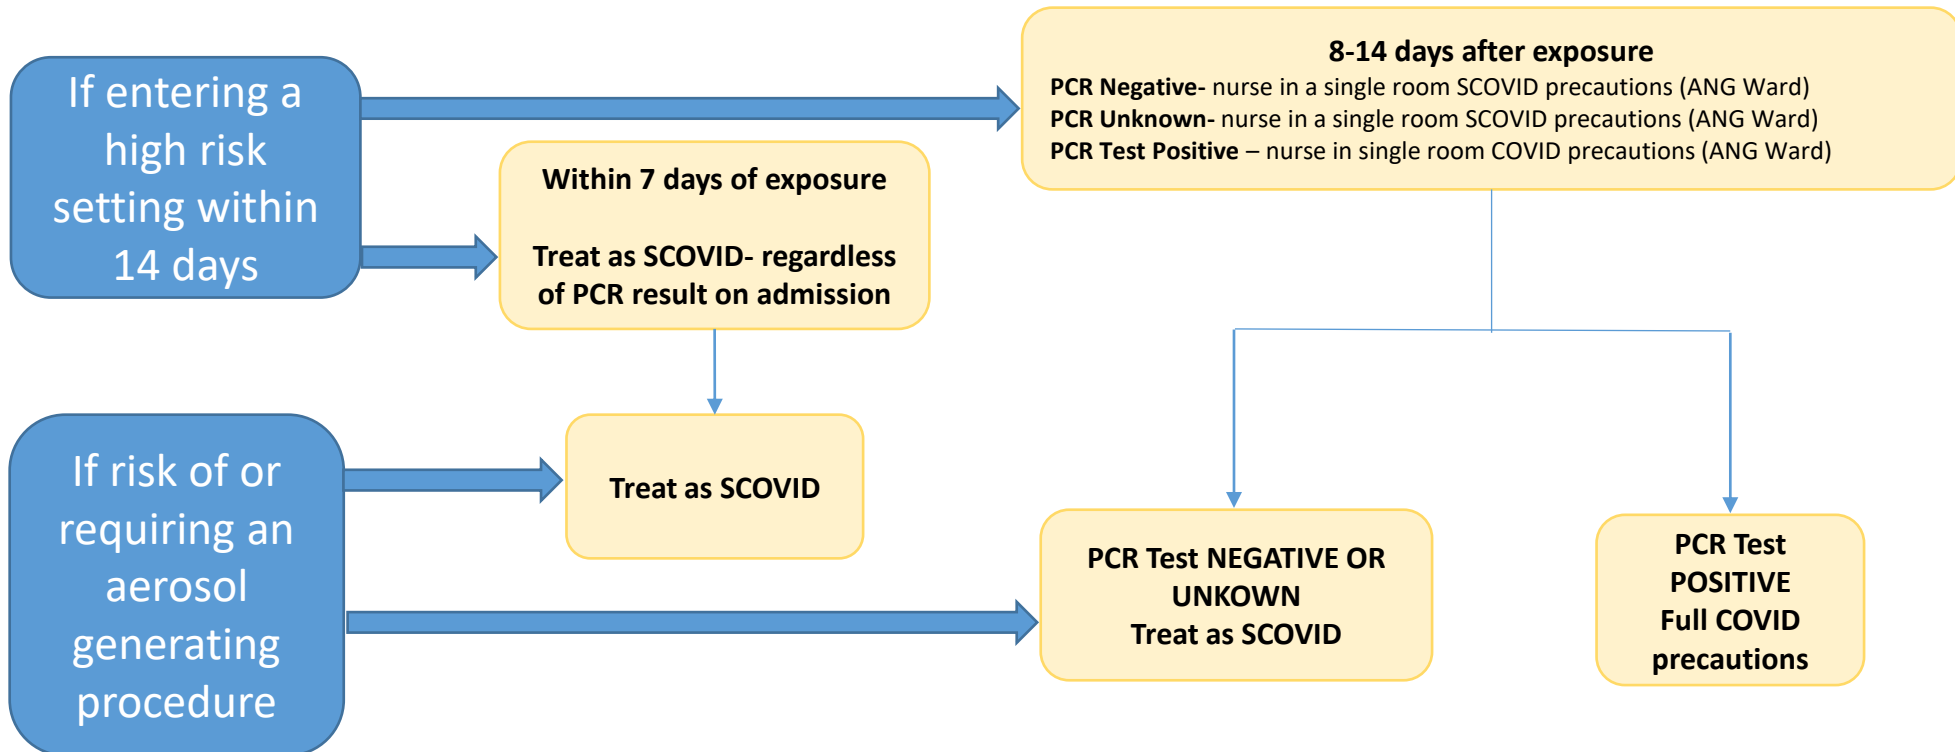 If entering a
high risk
setting within
14 days
8-14 days after exposure
PCR Negative- nurse in a single room SCOVID precautions (ANG Ward)
PCR Unknown- nurse in a single room SCOVID precautions (ANG Ward)
PCR Test Positive – nurse in single room COVID precautions (ANG Ward)
Within 7 days of exposure
Treat as SCOVID- regardless
of PCR result on admission
If risk of or
requiring an
aerosol
generating
procedure
Treat as SCOVID
PCR Test NEGATIVE OR
UNKOWN
Treat as SCOVID
PCR Test
POSITIVE
Full COVID
precautions